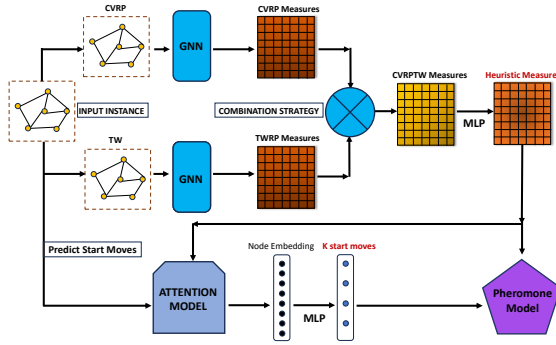 CVRP
CVRP Measures
GNN
CVRPTW Measures
Heuristic Measure
INPUT INSTANCE
COMBINATION STRATEGY
MLP
TW
TWRP Measures
GNN
Predict Start Moves
Node Embedding
K start moves
ATTENTION
MODEL
MLP
Pheromone
Model